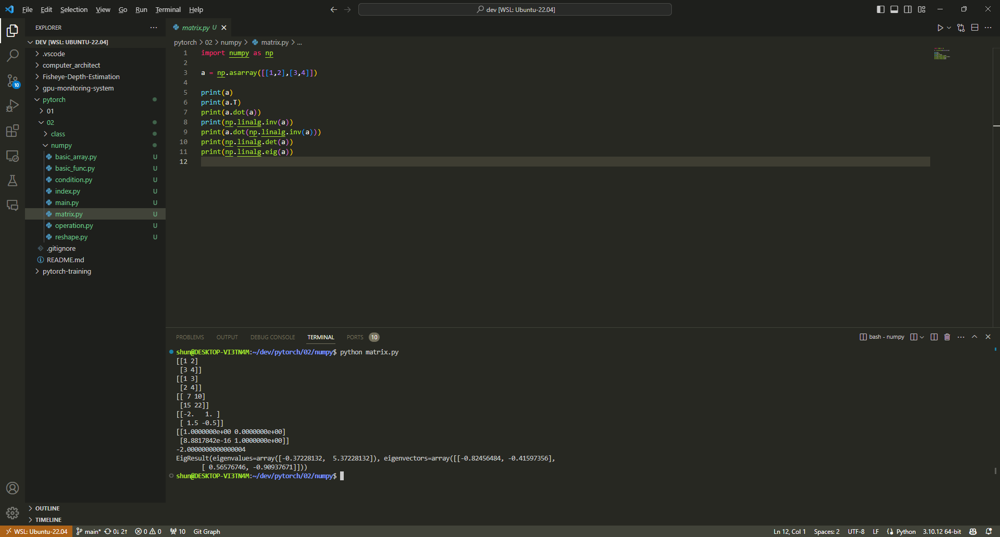 File Edit Selection View Go Run Terminal Help
dev [WSL: Ubuntu-22.04]
EXPLORER
DEV [WSL: UBUNTU-22.04]
.vscode
computer_architect
Fisheye-Depth-Estimation
gpu-monitoring-system
pytorch
01
02
class
numpy
basic_array.py U
basic_func.py U
condition.py U
index.py U
main.py U
matrix.py U
operation.py U
reshape.py U
.gitignore
README.md
pytorch-training
OUTLINE
TIMELINE
10
matrix.py U
pytorch > 02 > numpy > matrix.py > ...
1 import numpy as np
2
3 a = np.asarray([[1,2],[3,4]])
4
5 print(a)
6 print(a.T)
7 print(a.dot(a))
8 print(np.linalg.inv(a))
9 print(a.dot(np.linalg.inv(a)))
10 print(np.linalg.det(a))
11 print(np.linalg.eig(a))
12
PROBLEMS OUTPUT DEBUG CONSOLE TERMINAL PORTS 10
bash - numpy
shun@DESKTOP-VI3TN4M:~/dev/pytorch/02/numpy$ python matrix.py
[[1 2]
 [3 4]]
[[1 3]
 [2 4]]
[[ 7 10]
 [15 22]]
[[-2.   1. ]
 [ 1.5 -0.5]]
[[1.0000000e+00 0.0000000e+00]
 [8.8817842e-16 1.0000000e+00]]
-2.0000000000000004
EigResult(eigenvalues=array([-0.37228132,  5.37228132]), eigenvectors=array([[-0.82456484, -0.41597356],
       [ 0.56576746, -0.90937671]]))
shun@DESKTOP-VI3TN4M:~/dev/pytorch/02/numpy$
WSL: Ubuntu-22.04 main* 0↓ 2↑ 0 0 10 Git Graph Ln 12, Col 1 Spaces: 2 UTF-8 LF Python 3.10.12 64-bit